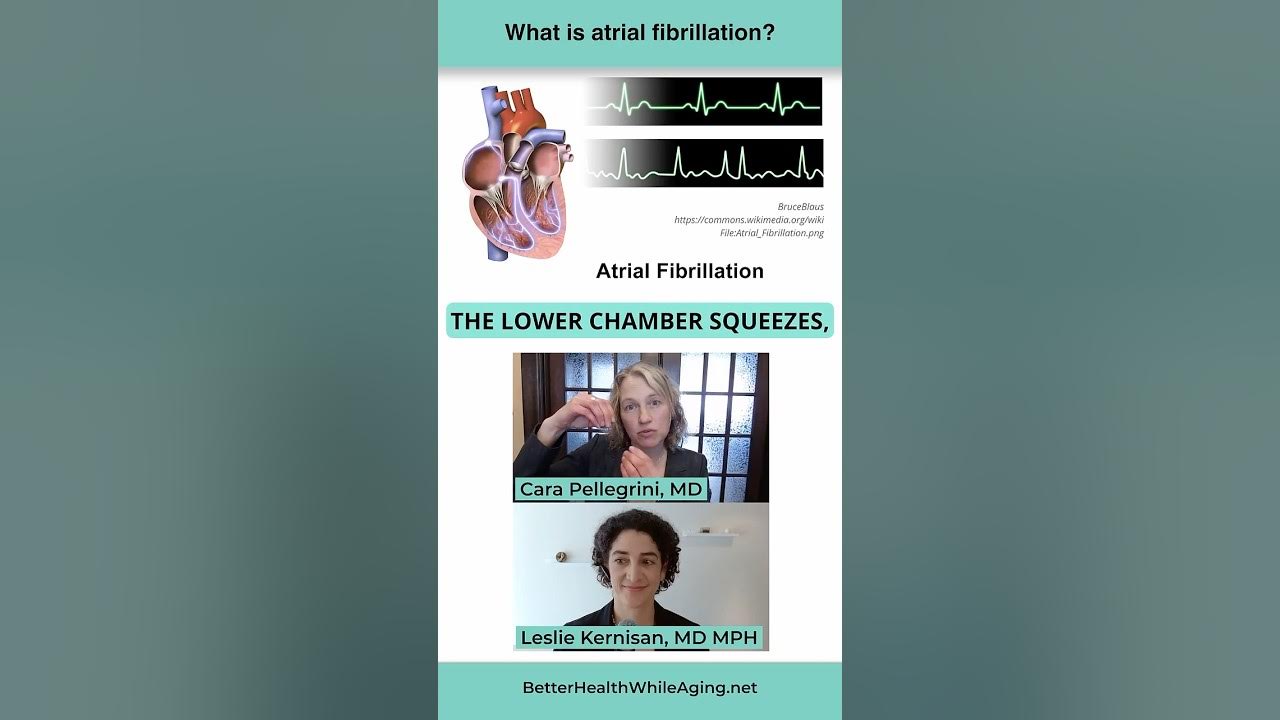 What is atrial fibrillation?
BruceBlaus
https://commons.wikimedia.org/wiki
File:Atrial_Fibrillation.png
Atrial Fibrillation
THE LOWER CHAMBER SQUEEZES,
Cara Pellegrini, MD
Leslie Kernisan, MD MPH
BetterHealthWhileAging.net